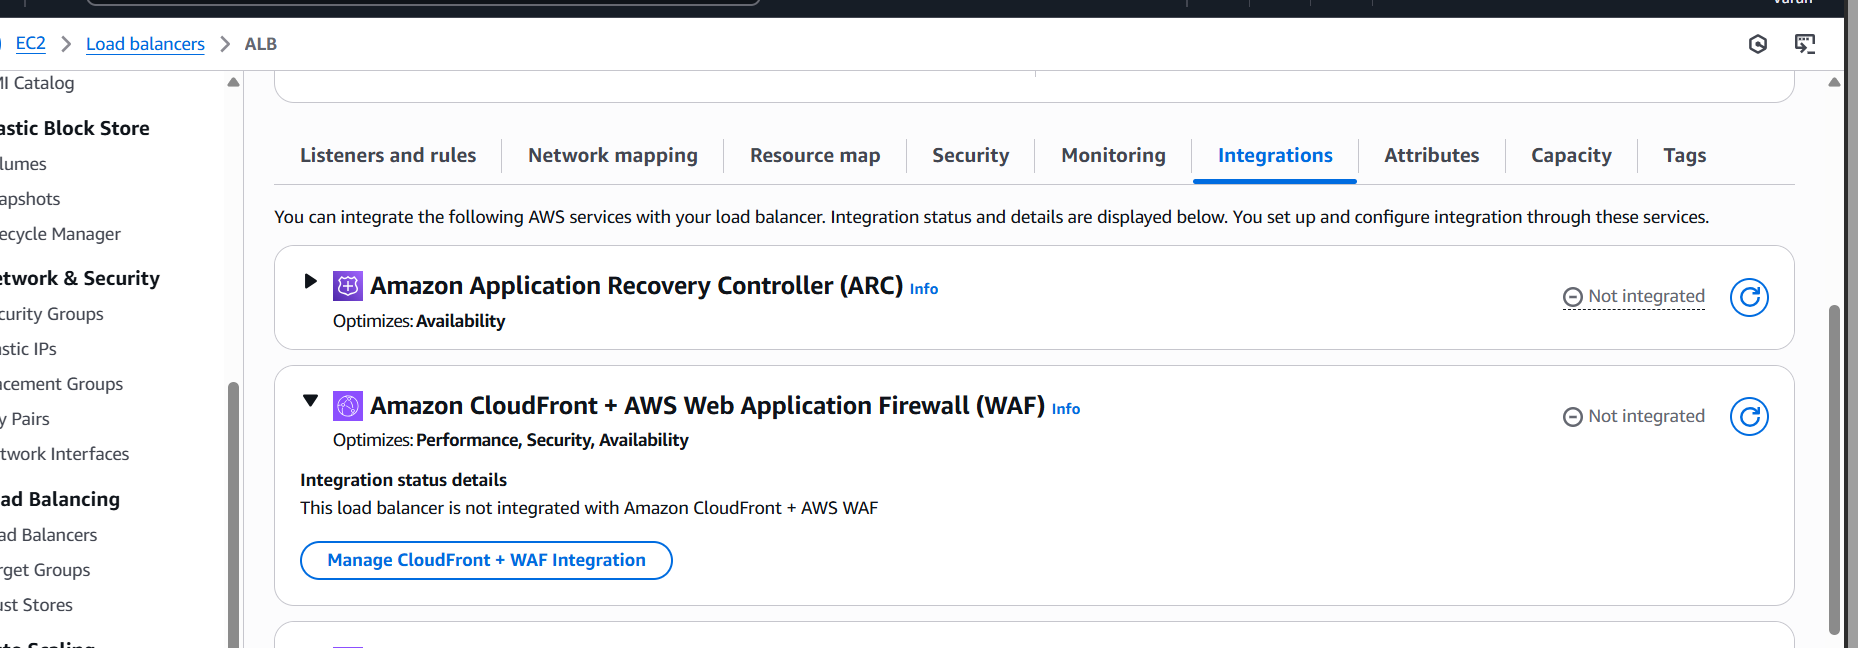 EC2 > Load balancers > ALB
MI Catalog
astic Block Store
lumes
apshots
ecycle Manager
etwork & Security
curity Groups
astic IPs
acement Groups
y Pairs
twork Interfaces
ad Balancing
ad Balancers
rget Groups
ust Stores
Listeners and rules
Network mapping
Resource map
Security
Monitoring
Integrations
Attributes
Capacity
Tags
You can integrate the following AWS services with your load balancer. Integration status and details are displayed below. You set up and configure integration through these services.
Amazon Application Recovery Controller (ARC) Info
Optimizes: Availability
Not integrated
Amazon CloudFront + AWS Web Application Firewall (WAF) Info
Optimizes: Performance, Security, Availability
Not integrated
Integration status details
This load balancer is not integrated with Amazon CloudFront + AWS WAF
Manage CloudFront + WAF Integration